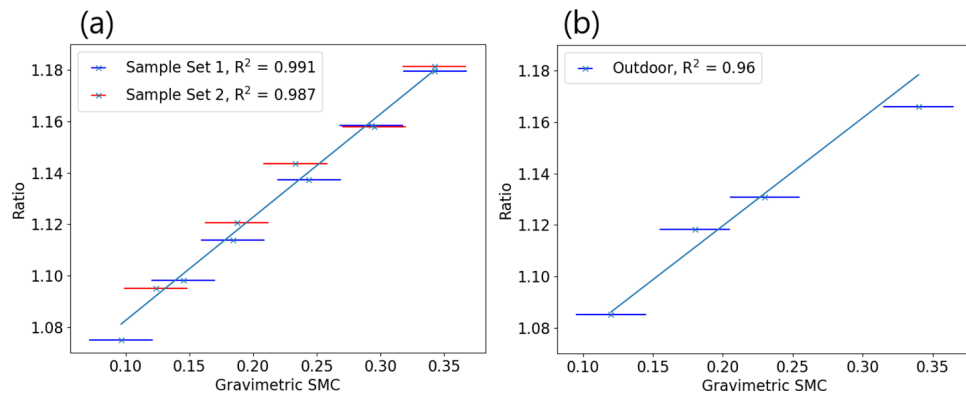 (a)
Sample Set 1, R² = 0.991
Sample Set 2, R² = 0.987
1.18
1.16
1.14
1.12
1.10
1.08
Ratio
0.10 0.15 0.20 0.25 0.30 0.35
Gravimetric SMC
(b)
Outdoor, R² = 0.96
1.18
1.16
1.14
1.12
1.10
1.08
Ratio
0.10 0.15 0.20 0.25 0.30 0.35
Gravimetric SMC